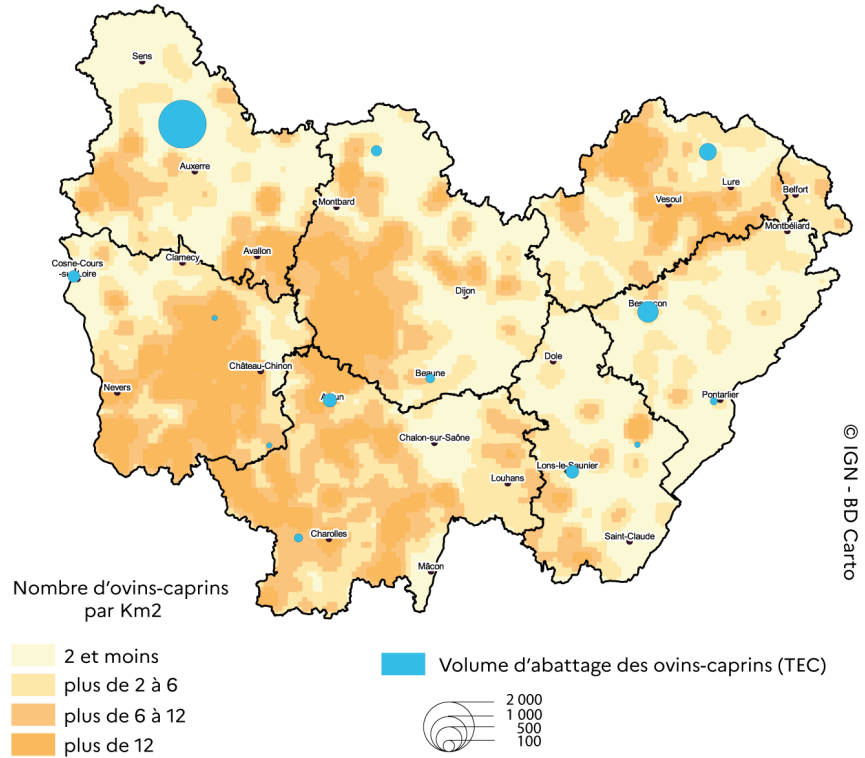 Sens
Auxerre
Montbard
Lure
Vesoul
Belfort
Montbéliard
Avallon
Clamecy
Cosne-Cours
-sur-Loire
Dijon
Besançon
Château-Chinon
Dole
Beaune
Nevers
Autun
Pontarlier
Chalon-sur-Saône
Lons-le-Saunier
Louhans
Charolles
Saint-Claude
Mâcon
© IGN - BD Carto
Nombre d'ovins-caprins
par Km2
2 et moins
plus de 2 à 6
plus de 6 à 12
plus de 12
Volume d'abattage des ovins-caprins (TEC)
2 000
1 000
500
100